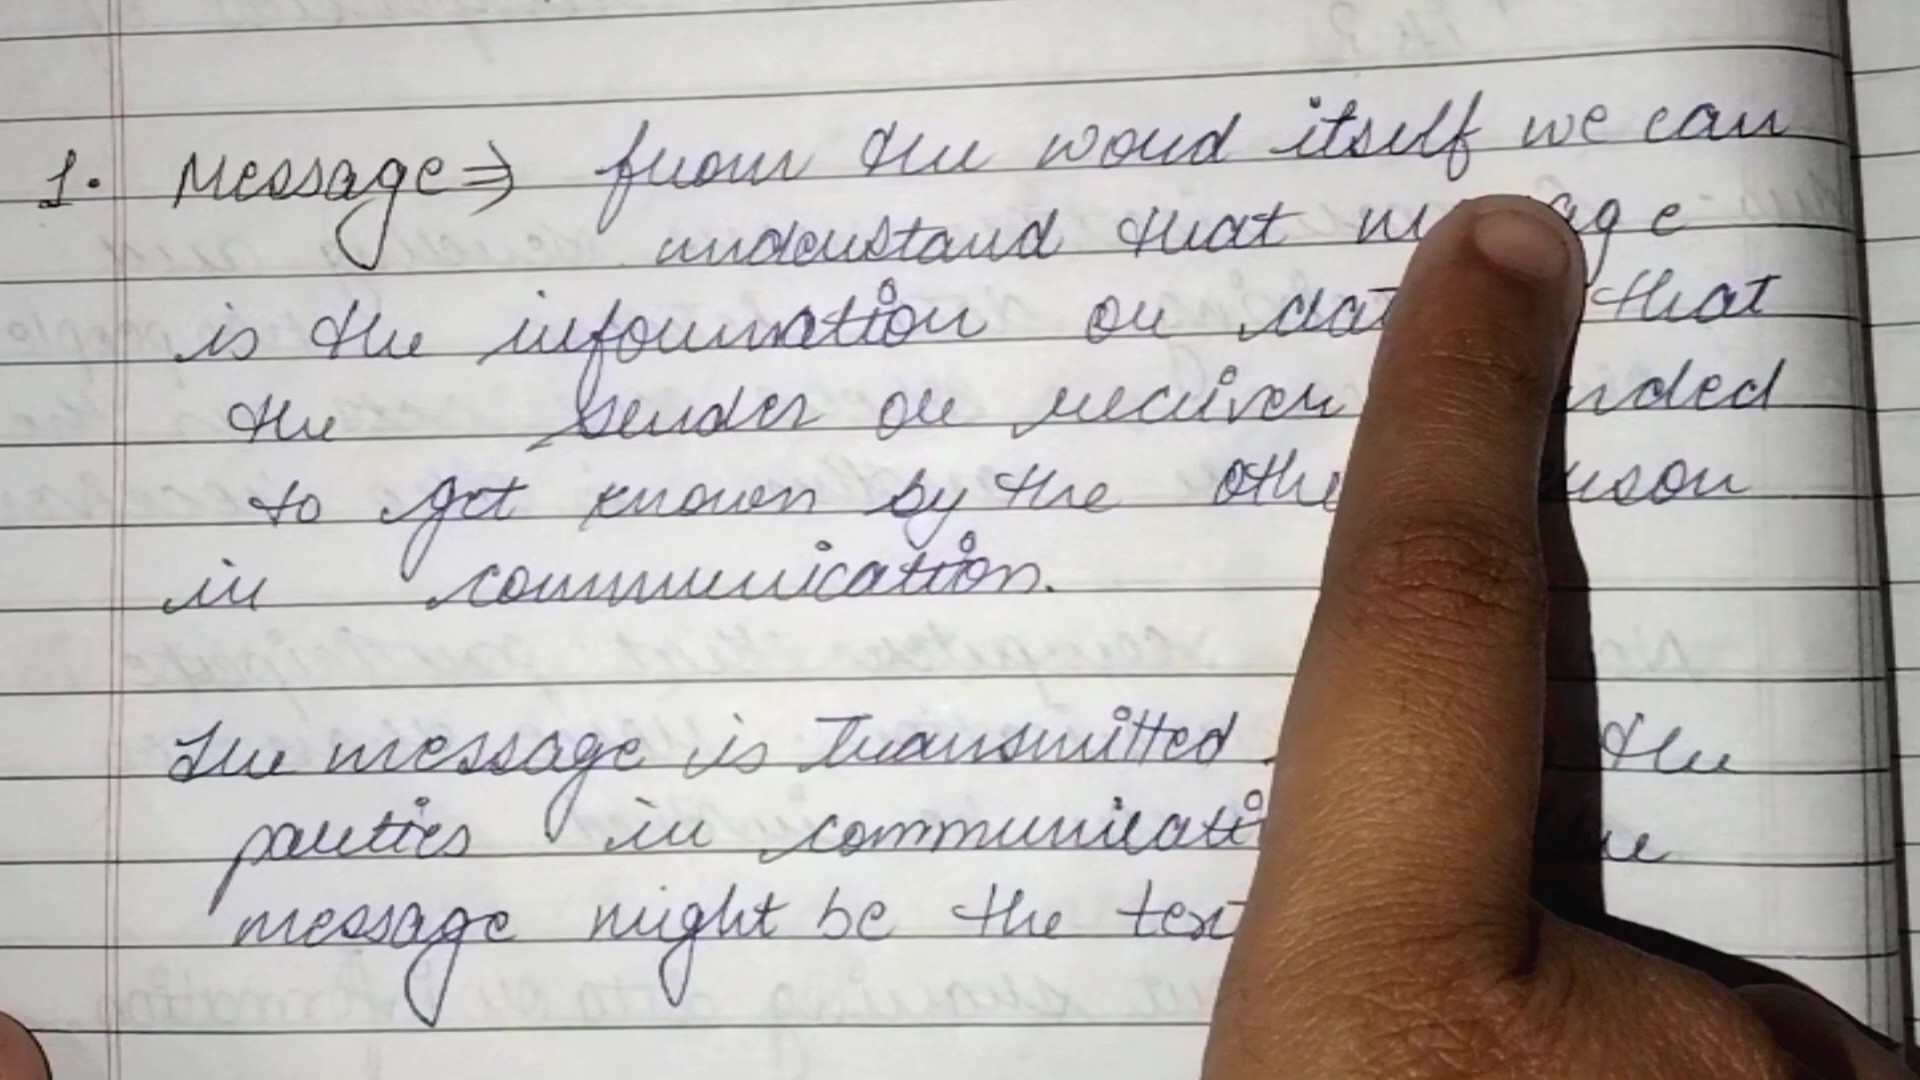 1. Message ⇒ from the word itself we can
understand that
is the information or that
the sender or receiver
to get known by the
in communication.
The message is Transmitted the
parties in
message might be the